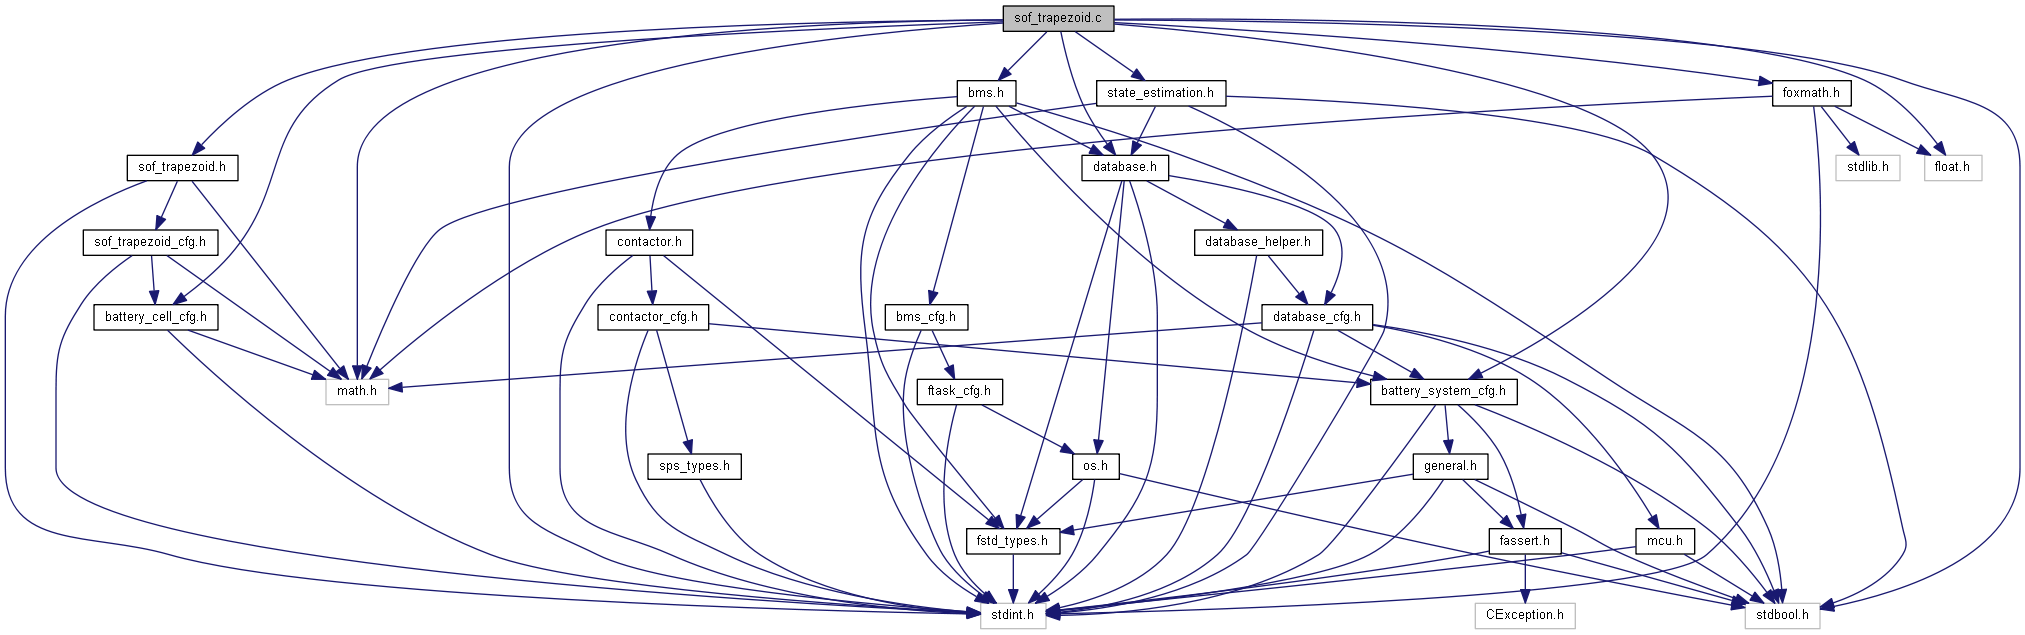 sof_trapezoid.c
bms.h
state_estimation.h
foxmath.h
sof_trapezoid.h
database.h
stdlib.h
float.h
sof_trapezoid_cfg.h
contactor.h
database_helper.h
battery_cell_cfg.h
contactor_cfg.h
bms_cfg.h
database_cfg.h
math.h
ftask_cfg.h
battery_system_cfg.h
sps_types.h
os.h
general.h
fstd_types.h
fassert.h
mcu.h
stdint.h
CException.h
stdbool.h